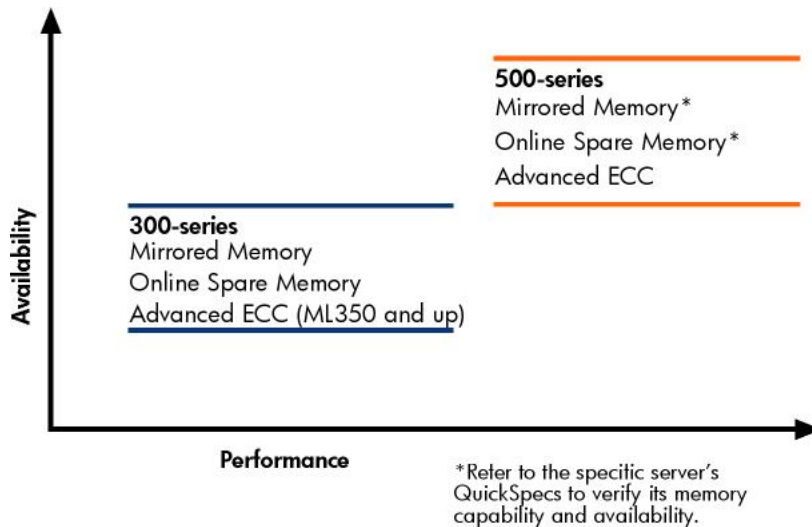 500-series
Mirrored Memory*
Online Spare Memory*
Advanced ECC
300-series
Mirrored Memory
Online Spare Memory
Advanced ECC (ML350 and up)
Availability
Performance
*Refer to the specific server's
QuickSpecs to verify its memory
capability and availability.